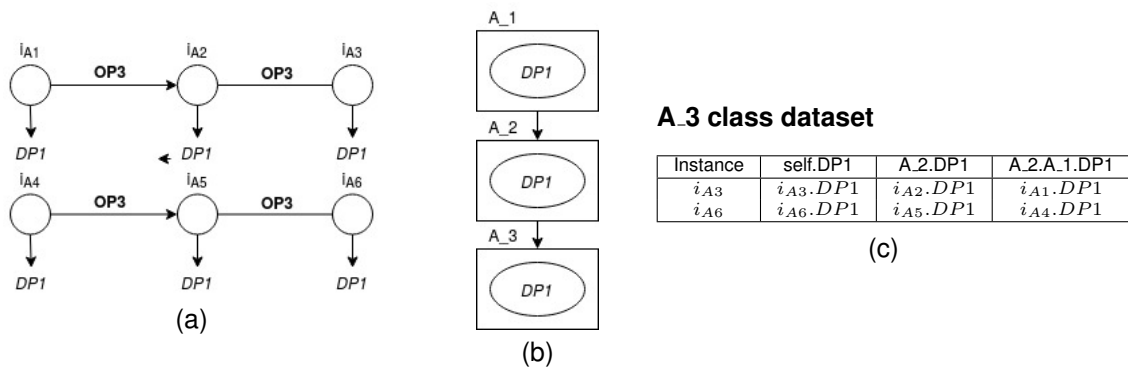 i_A1 i_A2 i_A3
OP3 OP3
DP1 DP1 DP1
i_A4 i_A5 i_A6
OP3 OP3
DP1 DP1 DP1
(a)
A_1
DP1
A_2
DP1
A_3
DP1
(b)
A_3 class dataset
Instance self.DP1 A_2.DP1 A_2.A_1.DP1
i_A3 i_A3.DP1 i_A2.DP1 i_A1.DP1
i_A6 i_A6.DP1 i_A5.DP1 i_A4.DP1
(c)